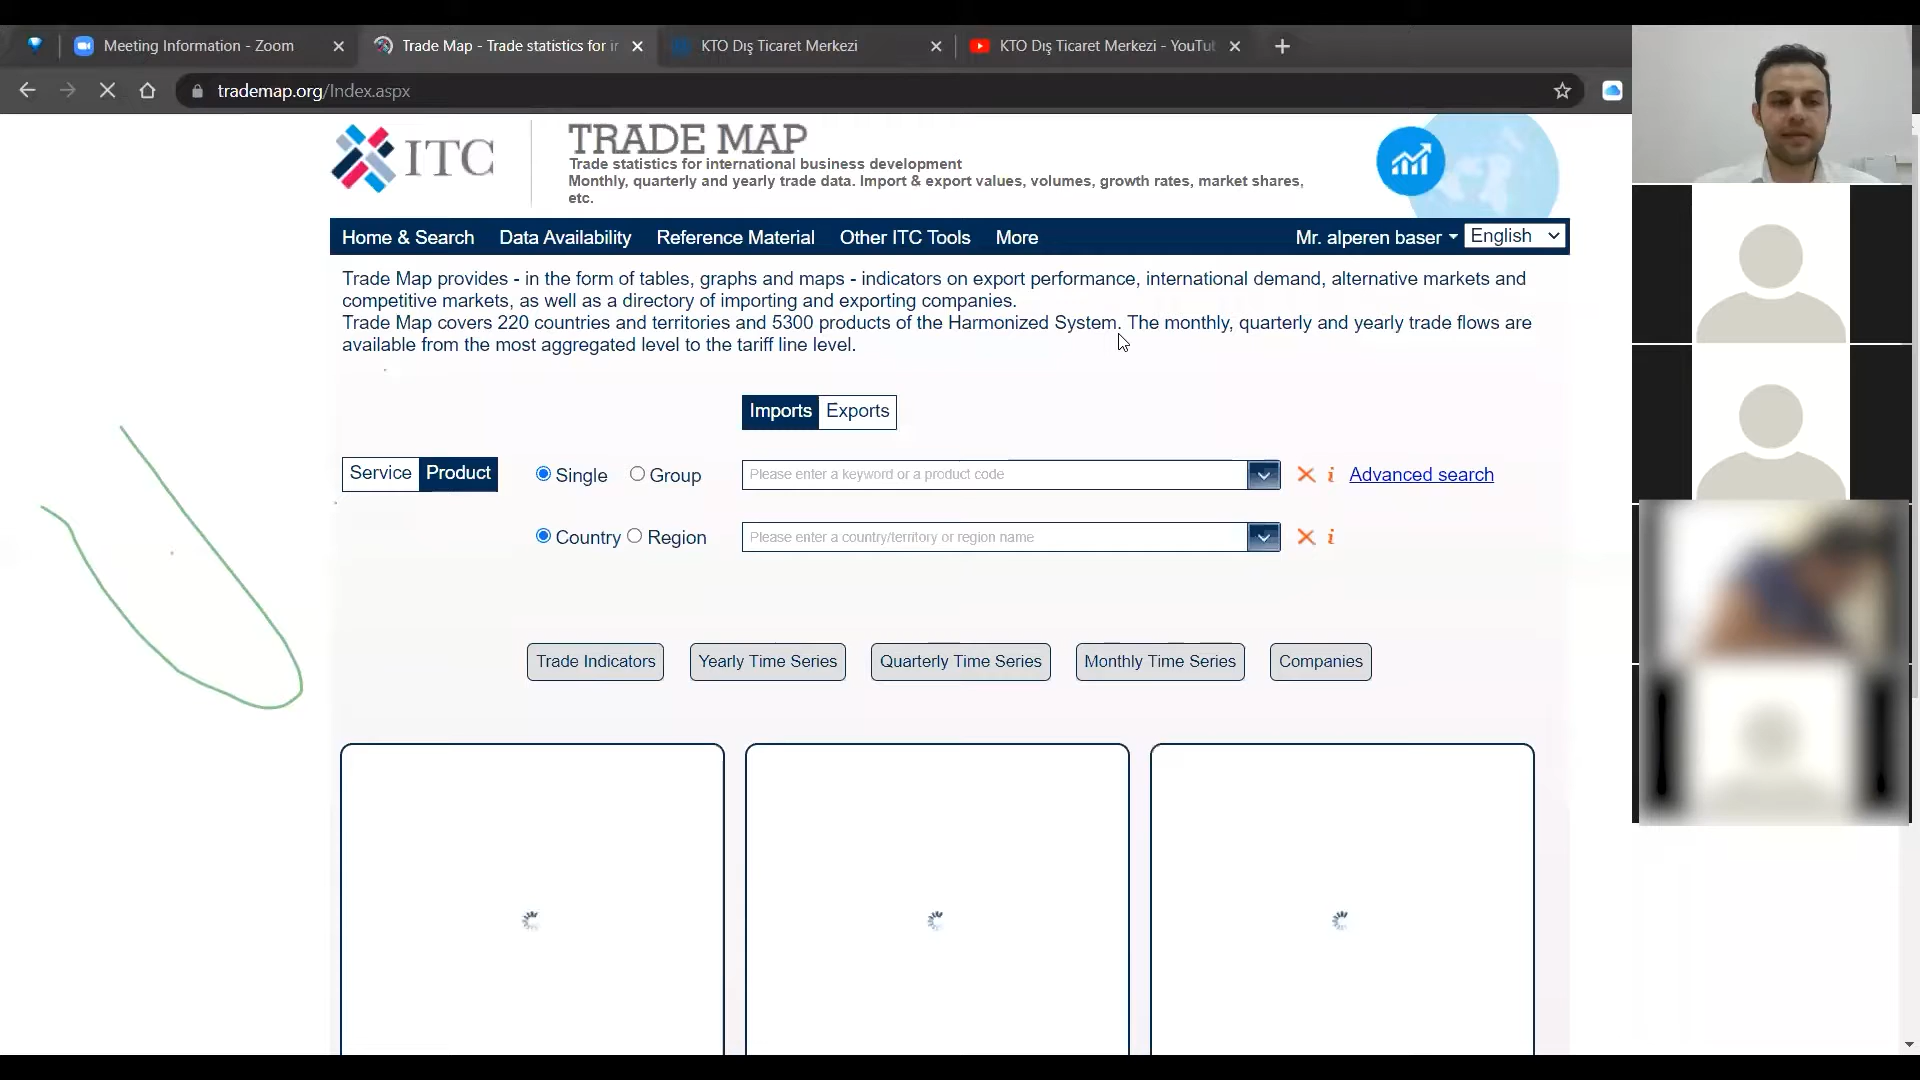 Meeting Information - Zoom
Trade Map - Trade statistics for in
KTO Dış Ticaret Merkezi
KTO Dış Ticaret Merkezi - YouTu
trademap.org/Index.aspx
ITC
TRADE MAP
Trade statistics for international business development
Monthly, quarterly and yearly trade data. Import & export values, volumes, growth rates, market shares,
etc.
Home & Search
Data Availability
Reference Material
Other ITC Tools
More
Mr. alperen baser
English
Trade Map provides - in the form of tables, graphs and maps - indicators on export performance, international demand, alternative markets and
competitive markets, as well as a directory of importing and exporting companies.
Trade Map covers 220 countries and territories and 5300 products of the Harmonized System. The monthly, quarterly and yearly trade flows are
available from the most aggregated level to the tariff line level.
Imports
Exports
Service
Product
Single
Group
Please enter a keyword or a product code
i
Advanced search
Country
Region
Please enter a country/territory or region name
i
Trade Indicators
Yearly Time Series
Quarterly Time Series
Monthly Time Series
Companies